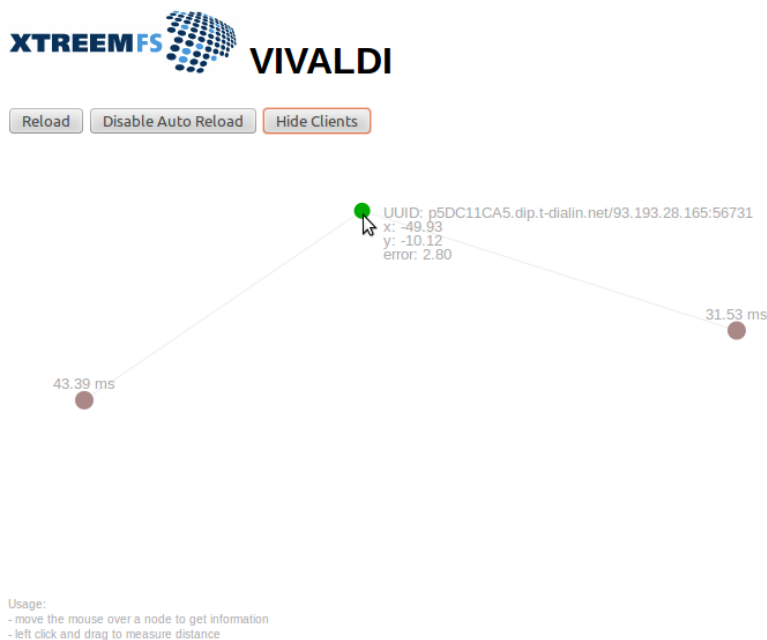 XTREEMFS
VIVALDI
Reload Disable Auto Reload Hide Clients
UUID: p5DC11CA5.dip.t-dialin.net/93.193.28.165:56731
x: -49.93
y: -10.12
error: 2.80
31.53 ms
43.39 ms
Usage:
- move the mouse over a node to get information
- left click and drag to measure distance